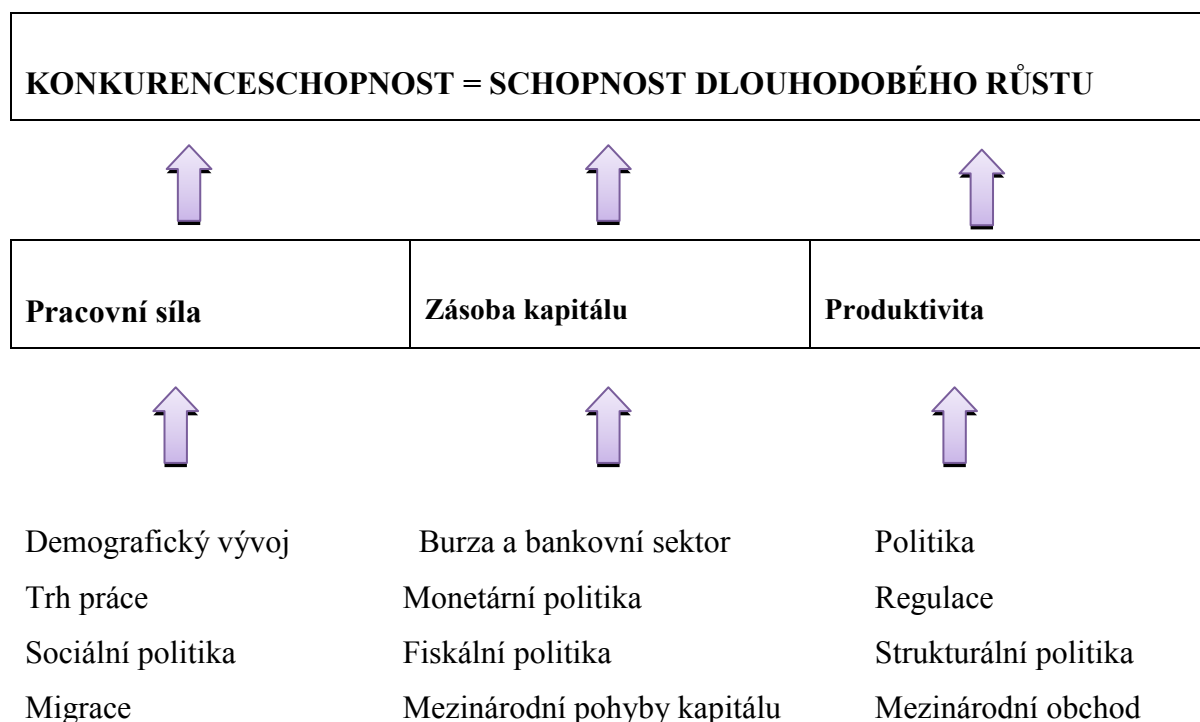 KONKURENCESCHOPNOST = SCHOPNOST DLOUHODOBÉHO RŮSTU
Pracovní síla Zásoba kapitálu Produktivita
Demografický vývoj Burza a bankovní sektor Politika
Trh práce Monetární politika Regulace
Sociální politika Fiskální politika Strukturální politika
Migrace Mezinárodní pohyby kapitálu Mezinárodní obchod